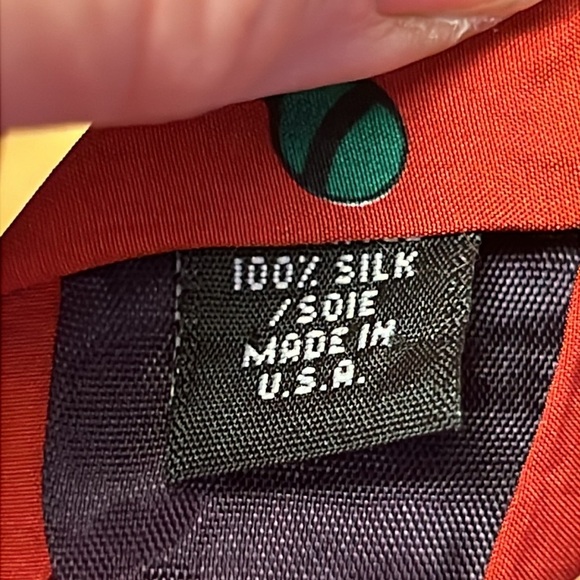 100% SILK
/SOIE
MADE IN
U.S.A.